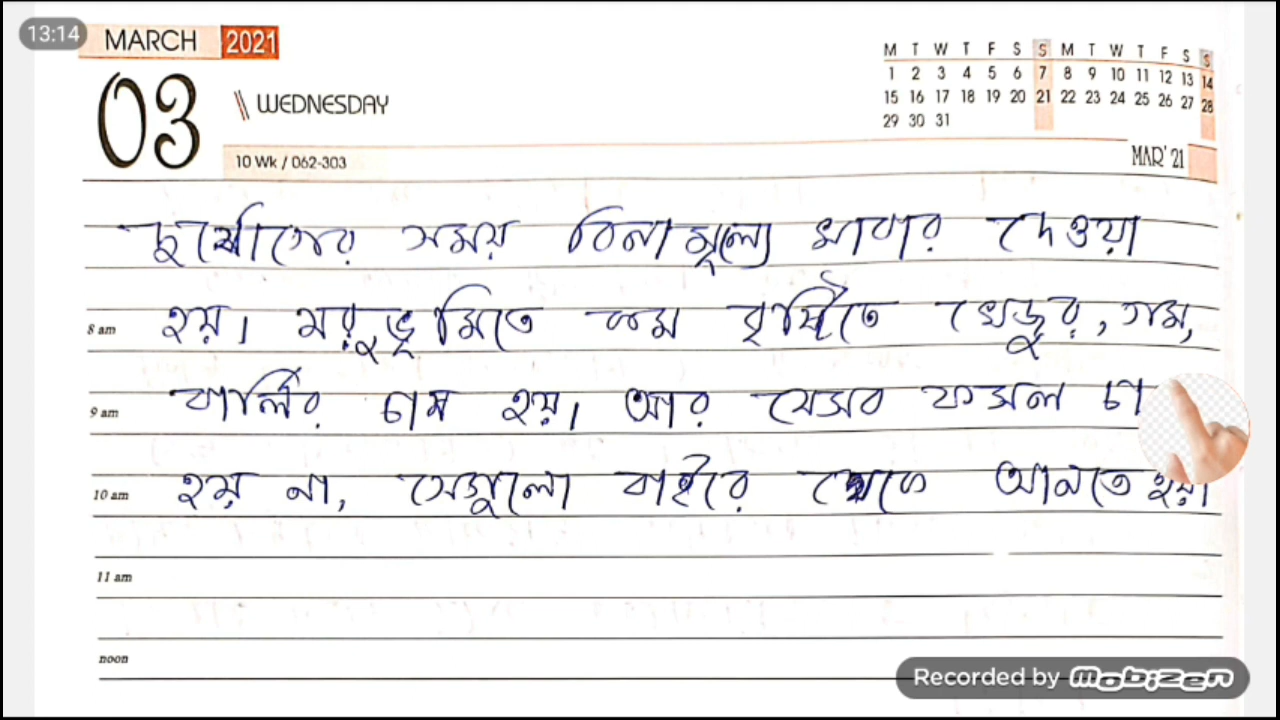 13:14
MARCH 2021
M T W T F S S M T W T F S S
1 2 3 4 5 6 7 8 9 10 11 12 13 14
15 16 17 18 19 20 21 22 23 24 25 26 27 28
29 30 31
03 WEDNESDAY
10 Wk / 062-303
MAR' 21
দুর্যোগের সময় বিনামূল্যে খাবার দেওয়া
8 am হয়। মরুভূমিতে কম বৃষ্টিতে খেজুর, গম,
9 am বার্লির চাষ হয়। আর যেসব ফসল চা
10 am হয় না, সেগুলো বাইরে থেকে আনতে হয়।
11 am
noon
Recorded by Mobizen